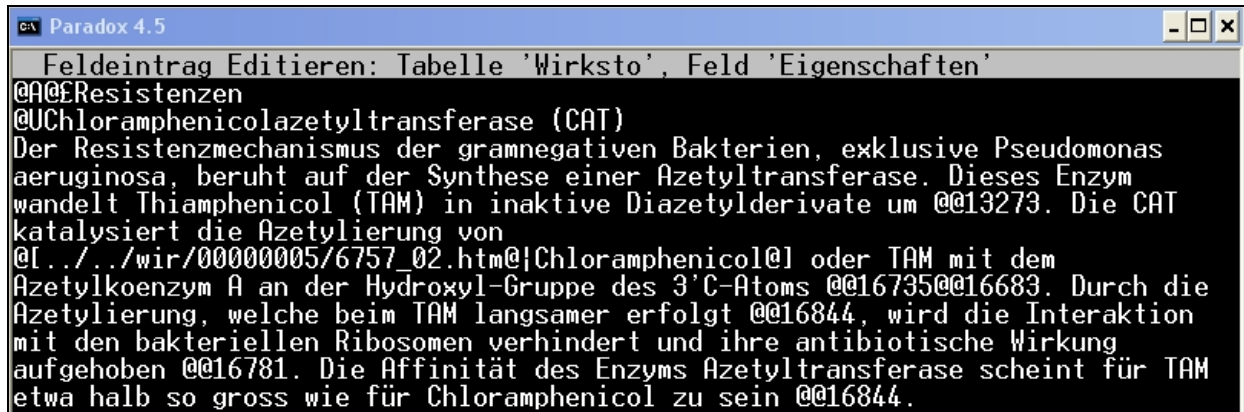 Paradox 4.5
Feldeintrag Editieren: Tabelle 'Wirksto', Feld 'Eigenschaften'
@A@£Resistenzen
@UChloramphenicolazetyltransferase (CAT)
Der Resistenzmechanismus der gramnegativen Bakterien, exklusive Pseudomonas
aeruginosa, beruht auf der Synthese einer Azetyltransferase. Dieses Enzym
wandelt Thiamphenicol (TAM) in inaktive Diazetylderivate um @@13273. Die CAT
katalysiert die Azetylierung von
@[../../wir/00000005/6757_02.htm@|Chloramphenicol@] oder TAM mit dem
Azetylkoenzym A an der Hydroxyl-Gruppe des 3'C-Atoms @@16735@@16683. Durch die
Azetylierung, welche beim TAM langsamer erfolgt @@16844, wird die Interaktion
mit den bakteriellen Ribosomen verhindert und ihre antibiotische Wirkung
aufgehoben @@16781. Die Affinität des Enzyms Azetyltransferase scheint für TAM
etwa halb so gross wie für Chloramphenicol zu sein @@16844.